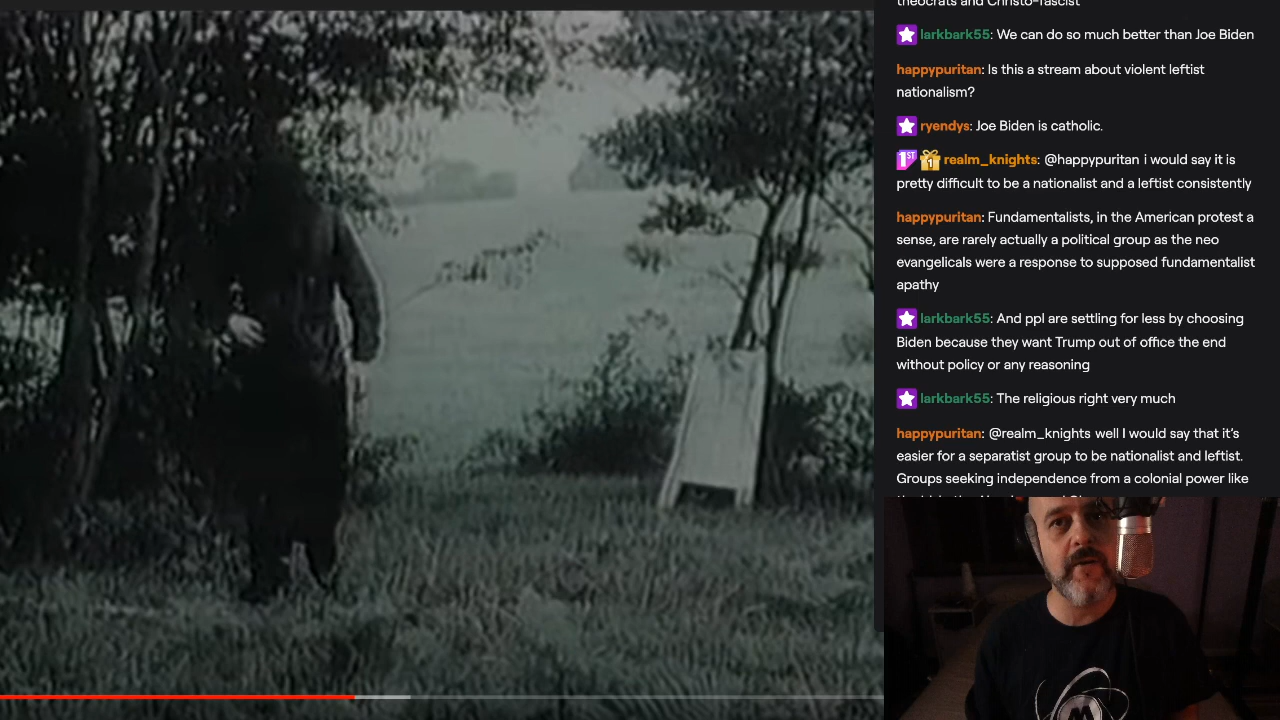 theocrats and Christo-fascist
larkbark55: We can do so much better than Joe Biden
happypuritan: Is this a stream about violent leftist
nationalism?
ryendys: Joe Biden is catholic.
1ST 1 realm_knights: @happypuritan i would say it is
pretty difficult to be a nationalist and a leftist consistently
happypuritan: Fundamentalists, in the American protest a
sense, are rarely actually a political group as the neo
evangelicals were a response to supposed fundamentalist
apathy
larkbark55: And ppl are settling for less by choosing
Biden because they want Trump out of office the end
without policy or any reasoning
larkbark55: The religious right very much
happypuritan: @realm_knights well I would say that it's
easier for a separatist group to be nationalist and leftist.
Groups seeking independence from a colonial power like